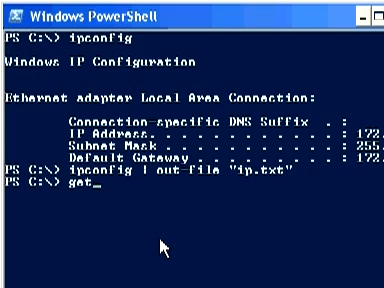 Windows PowerShell
PS C:\> ipconfig
Windows IP Configuration
Ethernet adapter Local Area Connection:
Connection-specific DNS Suffix . :
IP Address. . . . . . . . . . . . : 172.
Subnet Mask . . . . . . . . . . . : 255.
Default Gateway . . . . . . . . . : 172.
PS C:\> ipconfig | out-file "ip.txt"
PS C:\> get_